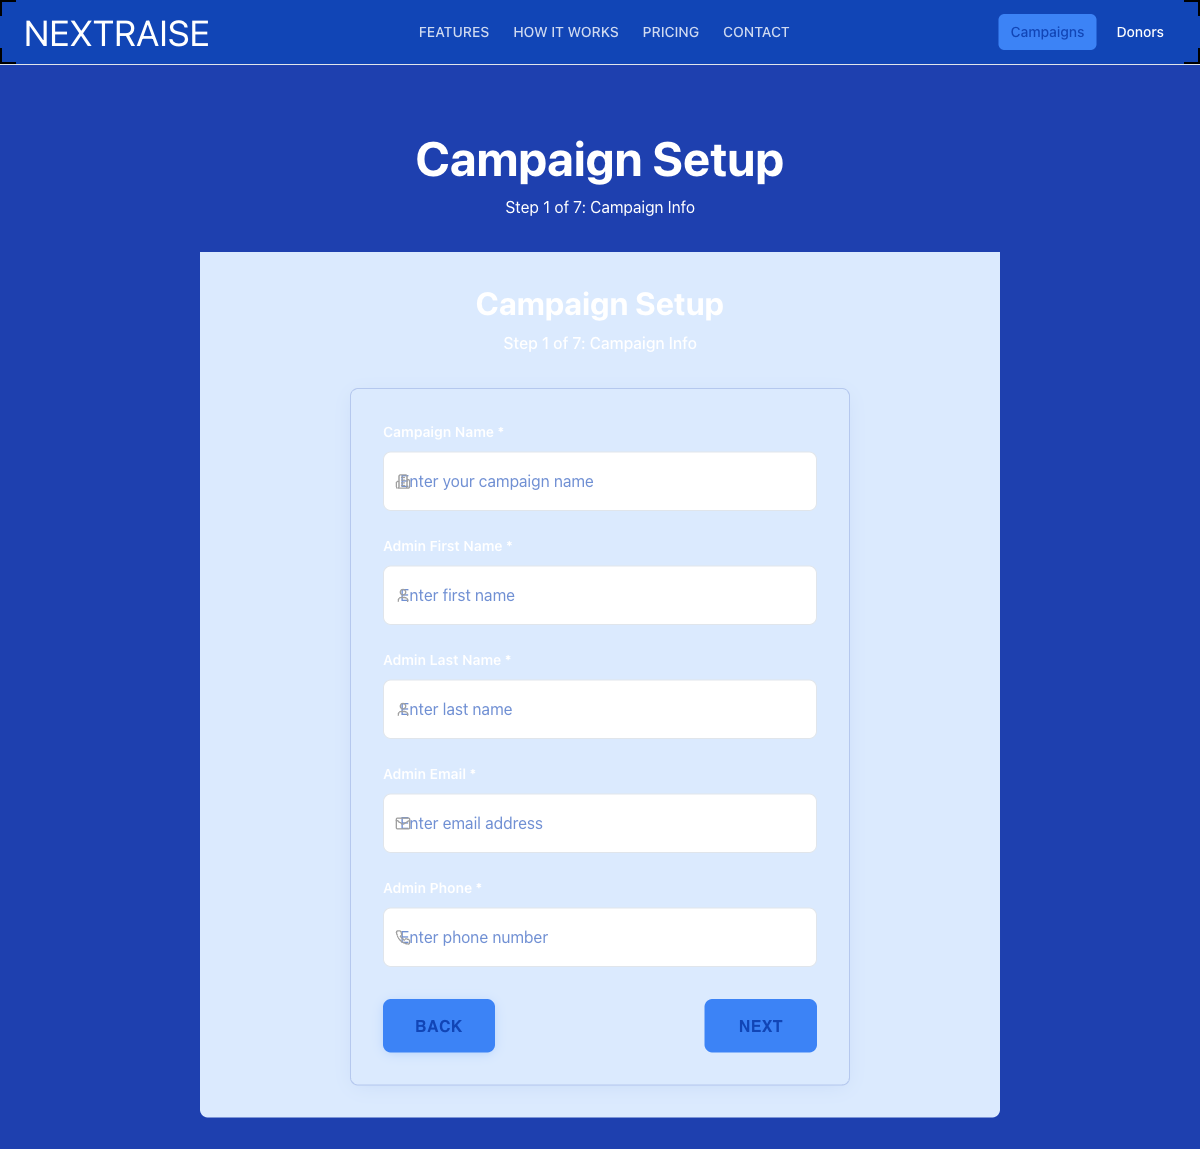 NEXTRAISE
FEATURES HOW IT WORKS PRICING CONTACT
Campaigns Donors
Campaign Setup
Step 1 of 7: Campaign Info
Campaign Setup
Step 1 of 7: Campaign Info
Campaign Name *
Enter your campaign name
Admin First Name *
Enter first name
Admin Last Name *
Enter last name
Admin Email *
Enter email address
Admin Phone *
Enter phone number
BACK NEXT